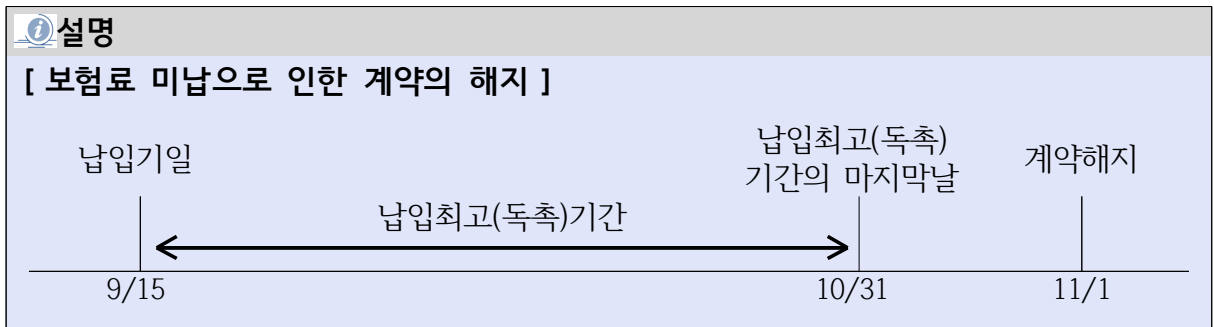 설명
[ 보험료 미납으로 인한 계약의 해지 ]
납입기일
납입최고(독촉)
기간의 마지막날
계약해지
납입최고(독촉)기간
9/15
10/31
11/1